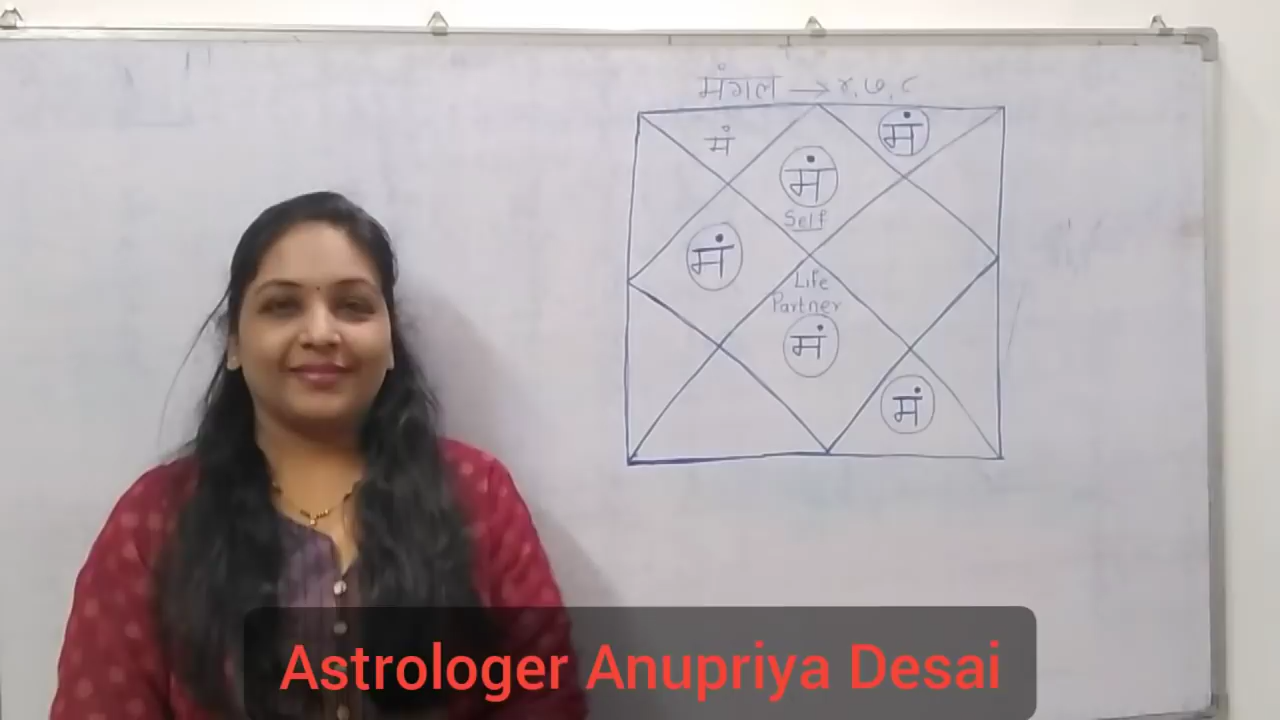 मंगल → ४, ७, ८
मं
मं
मं
Self
मं
Life
Partner
मं
मं
Astrologer Anupriya Desai